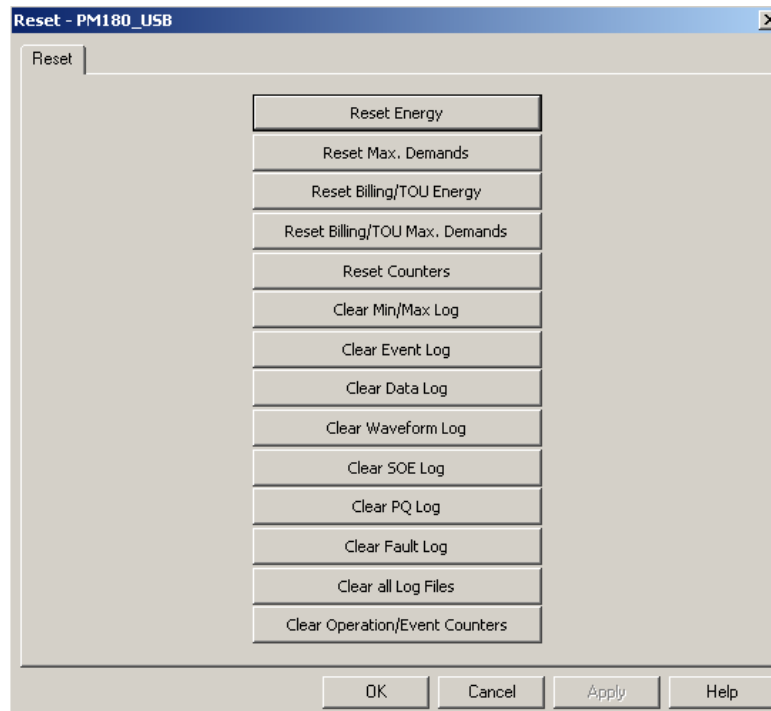 Reset - PM180_USB
Reset
Reset Energy
Reset Max. Demands
Reset Billing/TOU Energy
Reset Billing/TOU Max. Demands
Reset Counters
Clear Min/Max Log
Clear Event Log
Clear Data Log
Clear Waveform Log
Clear SOE Log
Clear PQ Log
Clear Fault Log
Clear all Log Files
Clear Operation/Event Counters
OK Cancel Apply Help